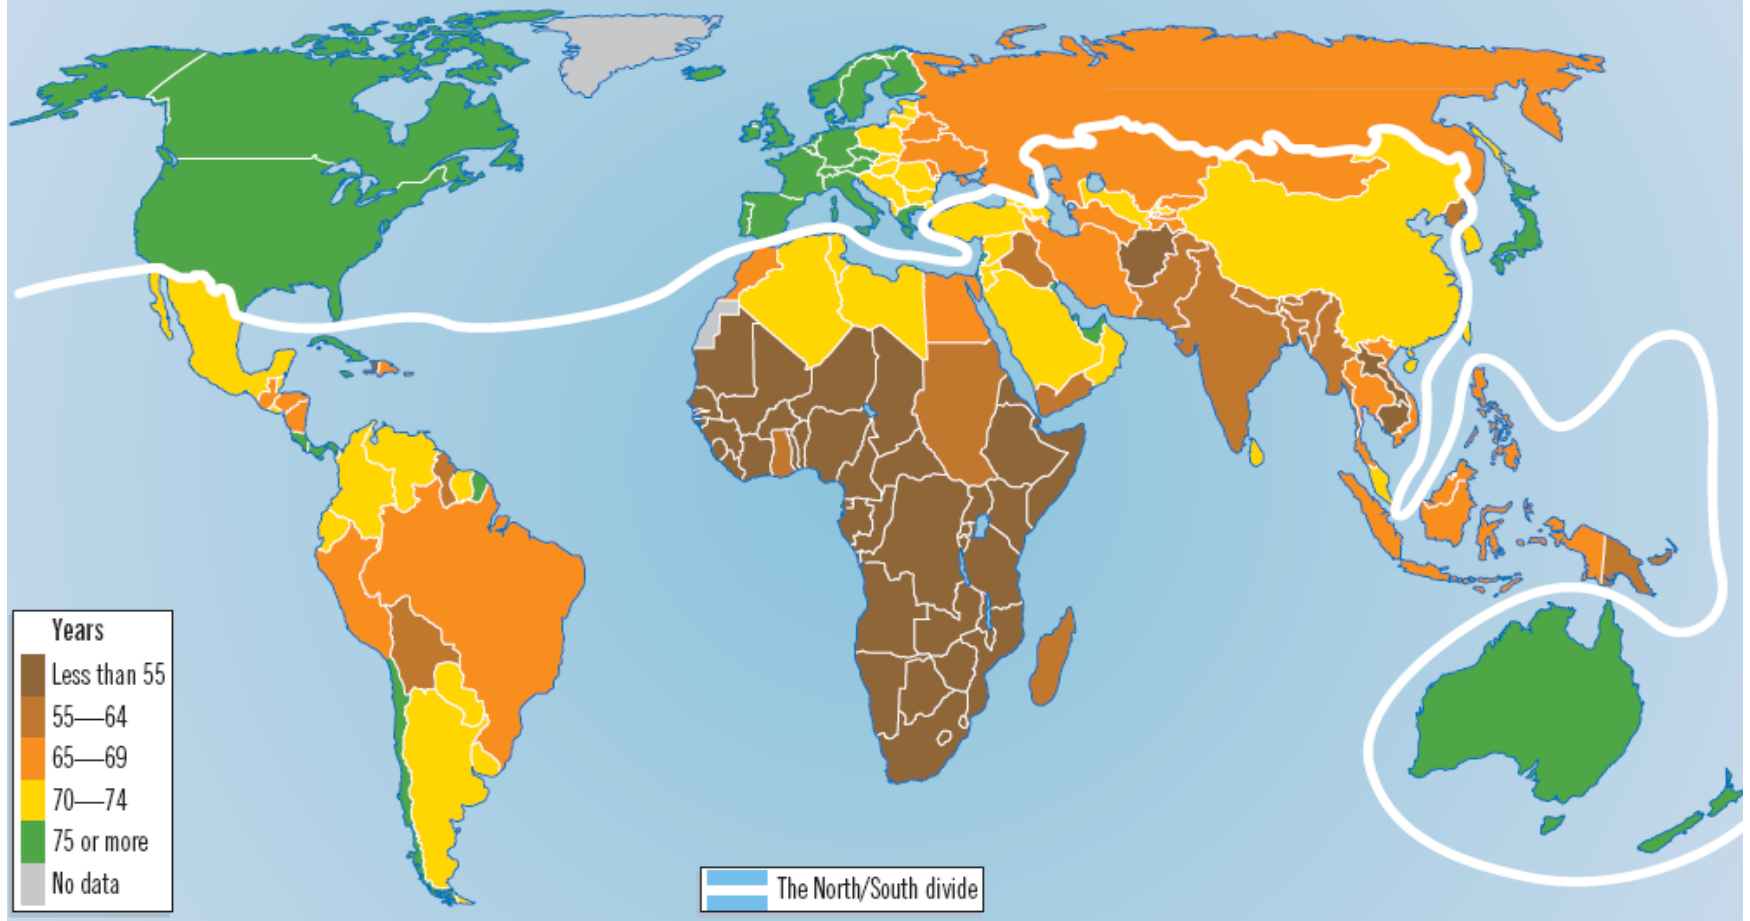 Years
Less than 55
55—64
65—69
70—74
75 or more
No data
The North/South divide